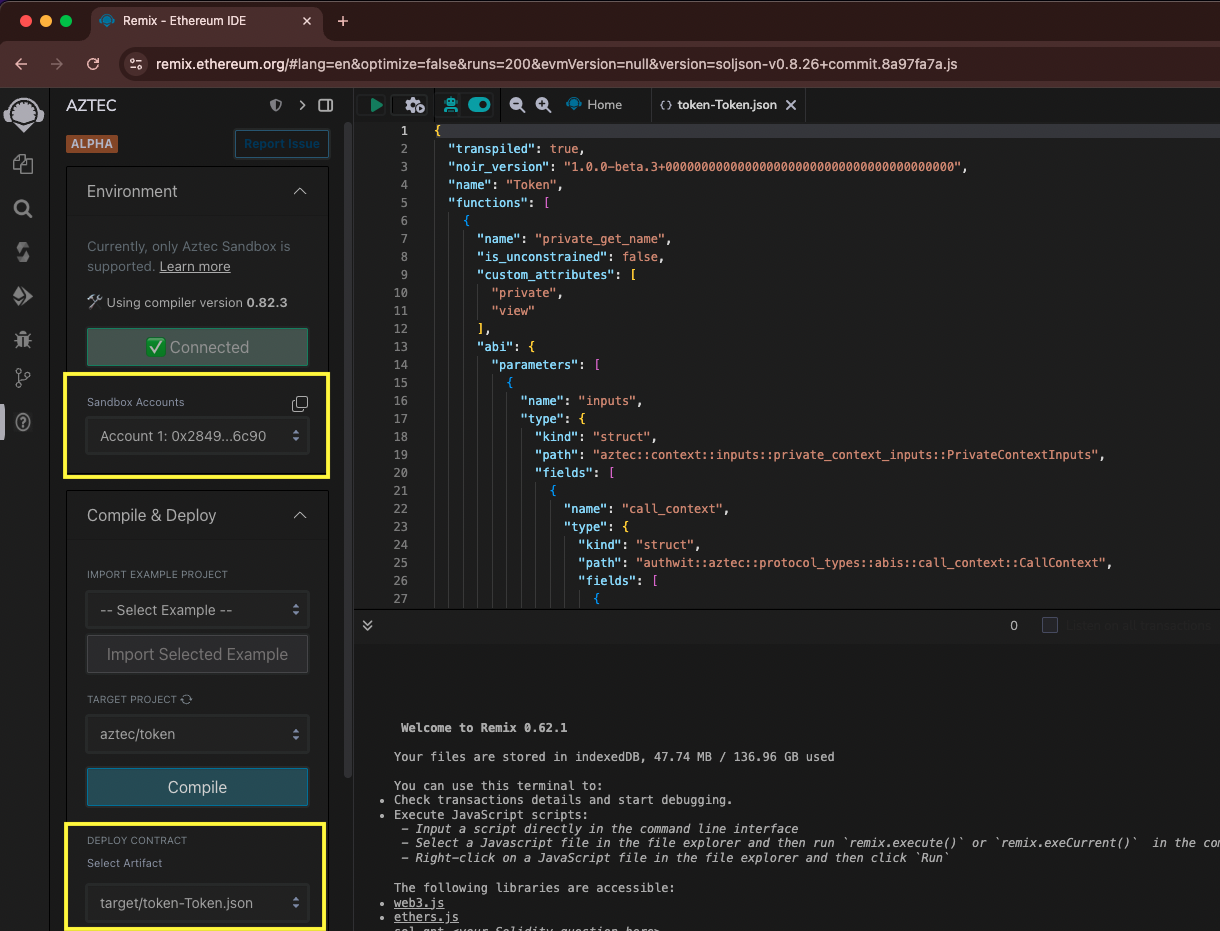 Remix - Ethereum IDE
remix.ethereum.org/#lang=en&optimize=false&runs=200&evmVersion=null&version=soljson-v0.8.26+commit.8a97fa7a.js
AZTEC
ALPHA
Report Issue
Environment
Currently, only Aztec Sandbox is
supported. Learn more
Using compiler version 0.82.3
Connected
Sandbox Accounts
Account 1: 0x2849...6c90
Compile & Deploy
IMPORT EXAMPLE PROJECT
-- Select Example --
Import Selected Example
TARGET PROJECT
aztec/token
Compile
DEPLOY CONTRACT
Select Artifact
target/token-Token.json
Home
token-Token.json
1 {
2 "transpiled": true,
3 "noir_version": "1.0.0-beta.3+0000000000000000000000000000000000000000",
4 "name": "Token",
5 "functions": [
6 {
7 "name": "private_get_name",
8 "is_unconstrained": false,
9 "custom_attributes": [
10 "private",
11 "view"
12 ],
13 "abi": {
14 "parameters": [
15 {
16 "name": "inputs",
17 "type": {
18 "kind": "struct",
19 "path": "aztec::context::inputs::private_context_inputs::PrivateContextInputs",
20 "fields": [
21 {
22 "name": "call_context",
23 "type": {
24 "kind": "struct",
25 "path": "authwit::aztec::protocol_types::abis::call_context::CallContext",
26 "fields": [
27 {
0
Welcome to Remix 0.62.1
Your files are stored in indexedDB, 47.74 MB / 136.96 GB used
You can use this terminal to:
• Check transactions details and start debugging.
• Execute JavaScript scripts:
– Input a script directly in the command line interface
– Select a Javascript file in the file explorer and then run `remix.execute()` or `remix.exeCurrent()` in the co
– Right-click on a JavaScript file in the file explorer and then click `Run`
The following libraries are accessible:
• web3.js
• ethers.js
sol-gpt <your Solidity question here>